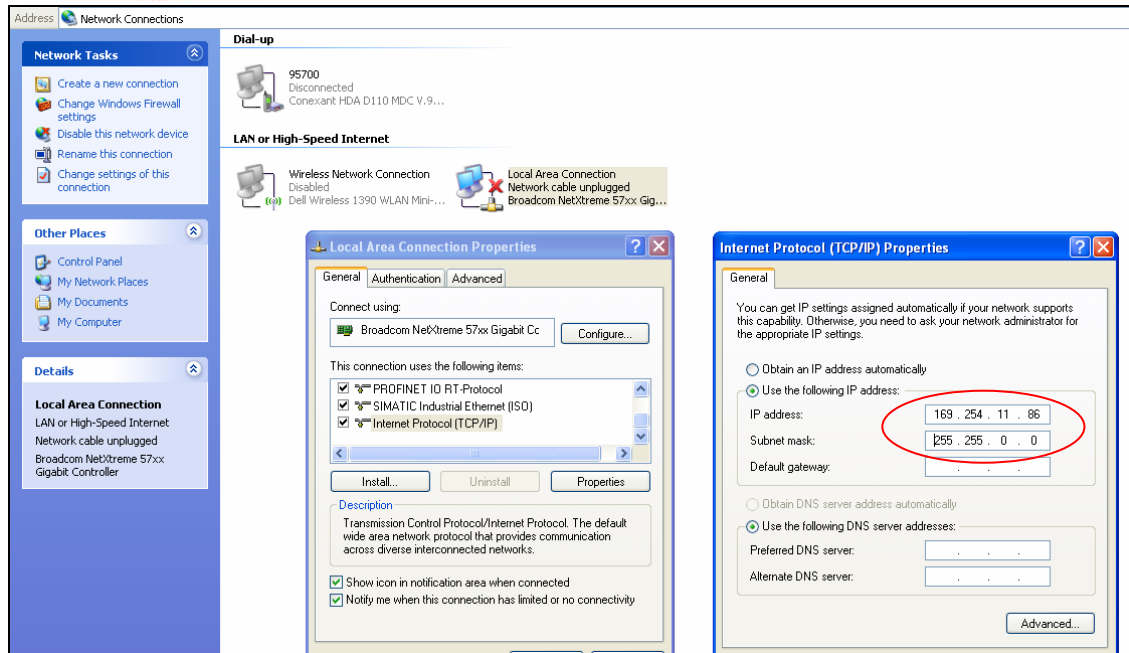 Address Network Connections
Network Tasks
Create a new connection
Change Windows Firewall
settings
Disable this network device
Rename this connection
Change settings of this
connection
Other Places
Control Panel
My Network Places
My Documents
My Computer
Details
Local Area Connection
LAN or High-Speed Internet
Network cable unplugged
Broadcom NetXtreme 57xx
Gigabit Controller
Dial-up
95700
Disconnected
Conexant HDA D110 MDC V.9...
LAN or High-Speed Internet
Wireless Network Connection
Disabled
Dell Wireless 1390 WLAN Mini-...
Local Area Connection
Network cable unplugged
Broadcom NetXtreme 57xx Gig...
Local Area Connection Properties
General Authentication Advanced
Connect using:
Broadcom NetXtreme 57xx Gigabit Cc
Configure...
This connection uses the following items:
PROFINET IO RT-Protocol
SIMATIC Industrial Ethernet (ISO)
Internet Protocol (TCP/IP)
Install... Uninstall Properties
Description
Transmission Control Protocol/Internet Protocol. The default
wide area network protocol that provides communication
across diverse interconnected networks.
Show icon in notification area when connected
Notify me when this connection has limited or no connectivity
Internet Protocol (TCP/IP) Properties
General
You can get IP settings assigned automatically if your network supports
this capability. Otherwise, you need to ask your network administrator for
the appropriate IP settings.
Obtain an IP address automatically
Use the following IP address:
IP address: 169 . 254 . 11 . 86
Subnet mask: 255 . 255 . 0 . 0
Default gateway: . . .
Obtain DNS server address automatically
Use the following DNS server addresses:
Preferred DNS server: . . .
Alternate DNS server: . . .
Advanced...